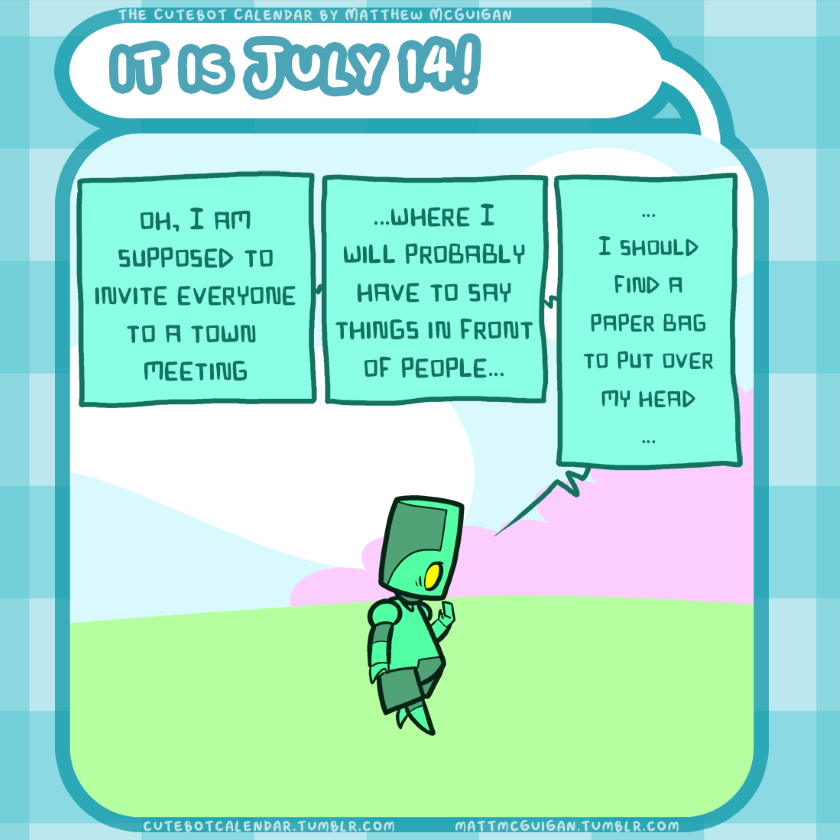 THE CUTEBOT CALENDAR BY MATTHEW MCGUIGAN
IT IS JULY 14!
OH, I AM
SUPPOSED TO
INVITE EVERYONE
TO A TOWN
MEETING
...WHERE I
WILL PROBABLY
HAVE TO SAY
THINGS IN FRONT
OF PEOPLE...
...
I SHOULD
FIND A
PAPER BAG
TO PUT OVER
MY HEAD
...
CUTEBOTCALENDAR.TUMBLR.COM
MATTMCGUIGAN.TUMBLR.COM